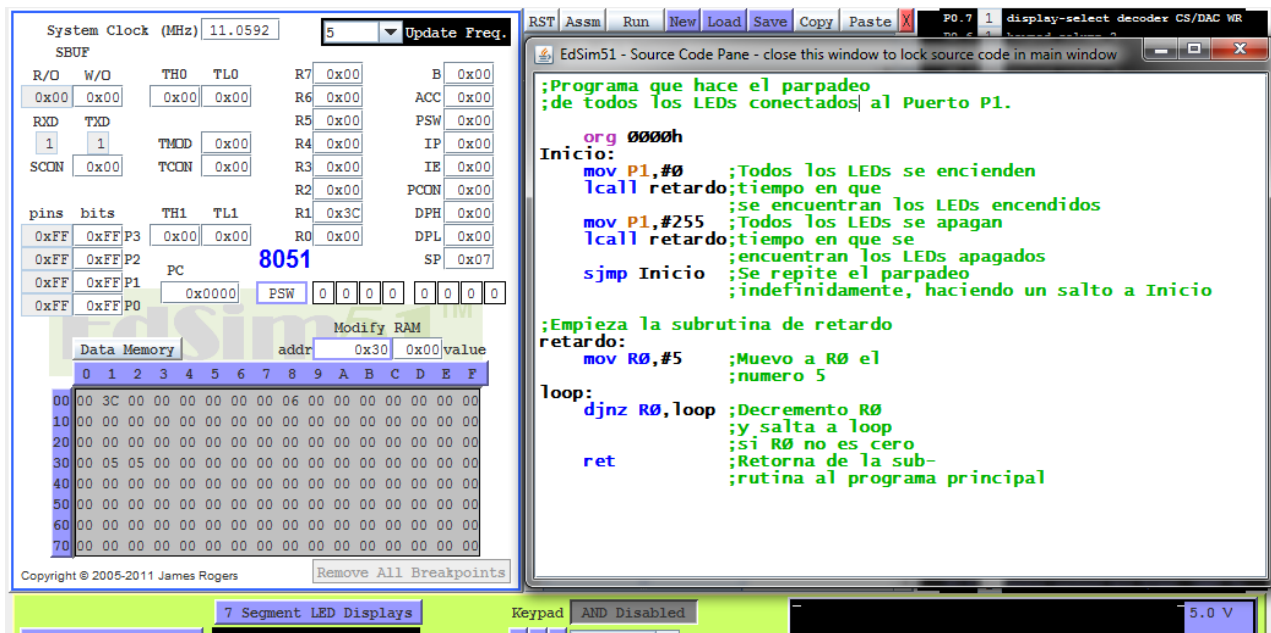 System Clock (MHz) 11.0592 5 Update Freq.
SBUF
R/O W/O TH0 TL0 R7 0x00 B 0x00
0x00 0x00 0x00 0x00 R6 0x00 ACC 0x00
RXD TXD R5 0x00 PSW 0x00
1 1 TMOD 0x00 R4 0x00 IP 0x00
SCON 0x00 TCON 0x00 R3 0x00 IE 0x00
R2 0x00 PCON 0x00
pins bits TH1 TL1 R1 0x3C DPH 0x00
0xFF 0xFF P3 0x00 0x00 R0 0x00 DPL 0x00
0xFF 0xFF P2 8051 SP 0x07
0xFF 0xFF P1 PC
0xFF 0xFF P0 0x0000 PSW 0 0 0 0 0 0 0 0
EdSim51 TM
Modify RAM
Data Memory addr 0x30 0x00 value
0 1 2 3 4 5 6 7 8 9 A B C D E F
00 00 3C 00 00 00 00 00 00 06 00 00 00 00 00 00 00
10 00 00 00 00 00 00 00 00 00 00 00 00 00 00 00 00
20 00 00 00 00 00 00 00 00 00 00 00 00 00 00 00 00
30 00 05 05 00 00 00 00 00 00 00 00 00 00 00 00 00
40 00 00 00 00 00 00 00 00 00 00 00 00 00 00 00 00
50 00 00 00 00 00 00 00 00 00 00 00 00 00 00 00 00
60 00 00 00 00 00 00 00 00 00 00 00 00 00 00 00 00
70 00 00 00 00 00 00 00 00 00 00 00 00 00 00 00 00
Copyright © 2005-2011 James Rogers Remove All Breakpoints
RST Assm Run New Load Save Copy Paste X P0.7 1 display-select decoder CS/DAC WR
EdSim51 - Source Code Pane - close this window to lock source code in main window
;Programa que hace el parpadeo
;de todos los LEDs conectados al Puerto P1.
org 0000h
Inicio:
mov P1,#0 ;Todos los LEDs se encienden
lcall retardo;tiempo en que
;se encuentran los LEDs encendidos
mov P1,#255 ;Todos los LEDs se apagan
lcall retardo;tiempo en que se
;encuentran los LEDs apagados
sjmp Inicio ;Se repite el parpadeo
;indefinidamente, haciendo un salto a Inicio
;Empieza la subrutina de retardo
retardo:
mov R0,#5 ;Muevo a R0 el
;numero 5
loop:
djnz R0,loop ;Decremento R0
;y salta a loop
;si R0 no es cero
ret ;Retorna de la sub-
;rutina al programa principal
7 Segment LED Displays Keypad AND Disabled 5.0 V